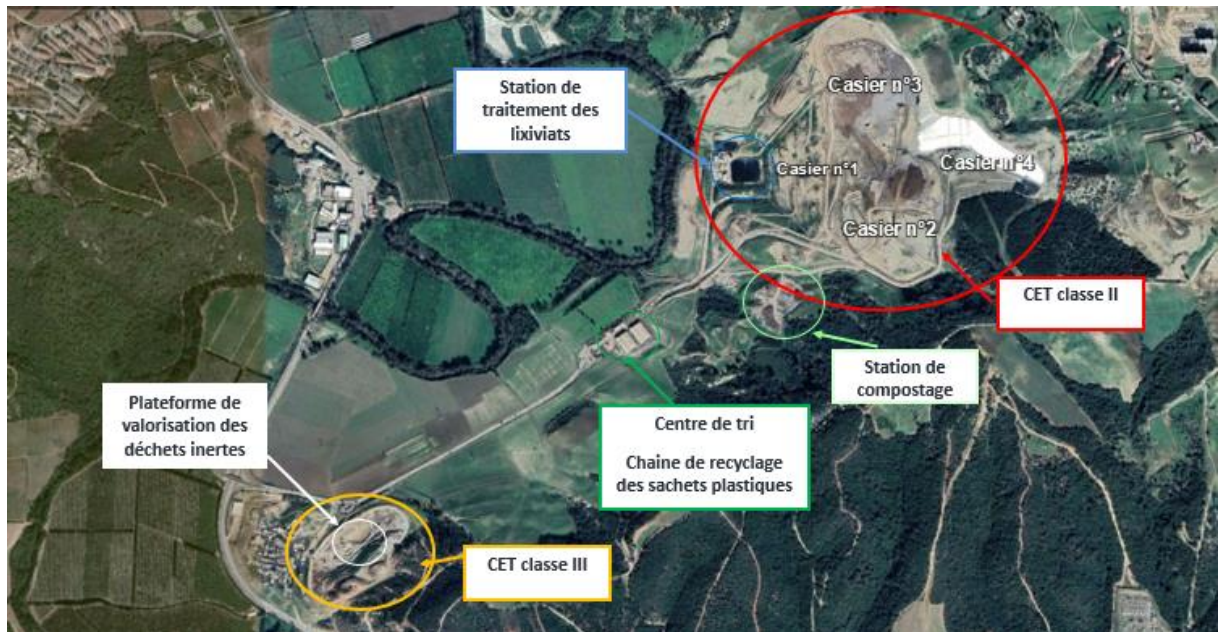 Station de
traitement des
lixiviats
Casier n°3
Casier n°1
Casier n°4
Casier n°2
CET classe II
Station de
compostage
Centre de tri
Chaine de recyclage
des sachets plastiques
Plateforme de
valorisation des
déchets inertes
CET classe III